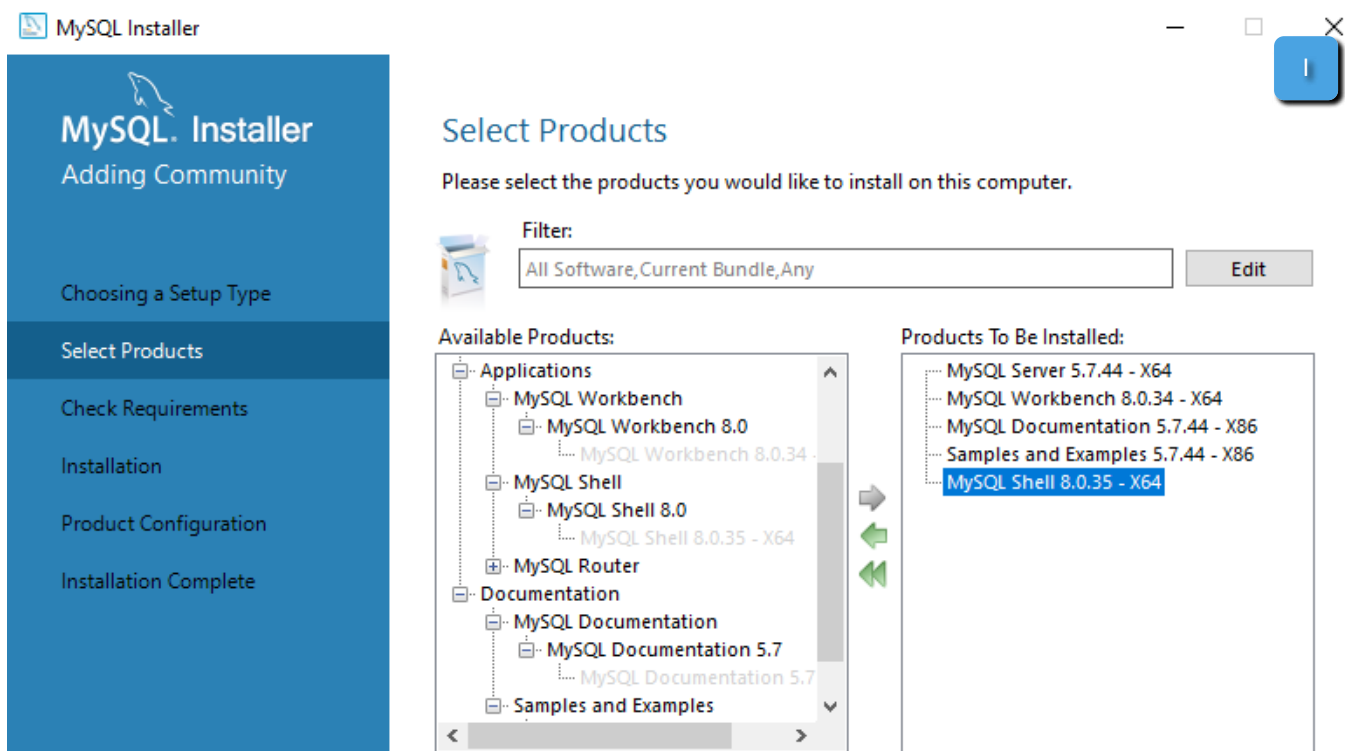 MySQL Installer
I
MySQL. Installer
Adding Community
Choosing a Setup Type
Select Products
Check Requirements
Installation
Product Configuration
Installation Complete
Select Products
Please select the products you would like to install on this computer.
Filter:
All Software,Current Bundle,Any
Edit
Available Products:
Applications
MySQL Workbench
MySQL Workbench 8.0
MySQL Workbench 8.0.34 -
MySQL Shell
MySQL Shell 8.0
MySQL Shell 8.0.35 - X64
MySQL Router
Documentation
MySQL Documentation
MySQL Documentation 5.7
MySQL Documentation 5.7
Samples and Examples
Products To Be Installed:
MySQL Server 5.7.44 - X64
MySQL Workbench 8.0.34 - X64
MySQL Documentation 5.7.44 - X86
Samples and Examples 5.7.44 - X86
MySQL Shell 8.0.35 - X64